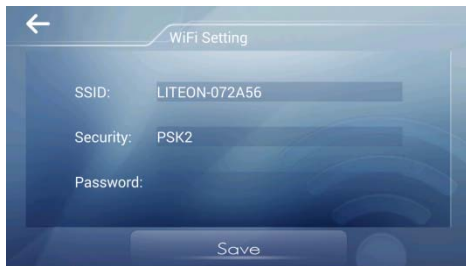 WiFi Setting
SSID: LITEON-072A56
Security: PSK2
Password:
Save